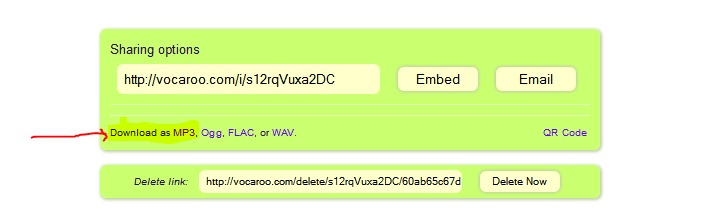 Sharing options
http://vocaroo.com/i/s12rqVuxa2DC Embed Email
Download as MP3, Ogg, FLAC, or WAV. QR Code
Delete link: http://vocaroo.com/delete/s12rqVuxa2DC/60ab65c67d Delete Now